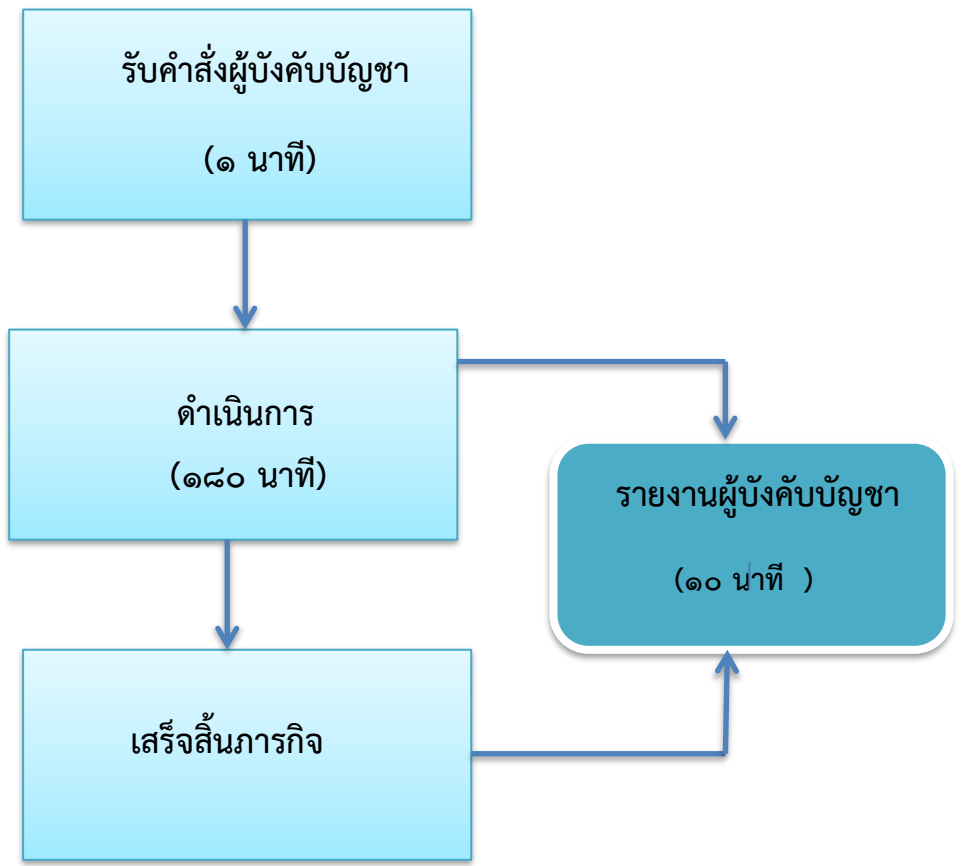 รับคำสั่งผู้บังคับบัญชา
(๑ นาที)
ดำเนินการ
(๑๘๐ นาที)
รายงานผู้บังคับบัญชา
(๑๐ นาที )
เสร็จสิ้นภารกิจ